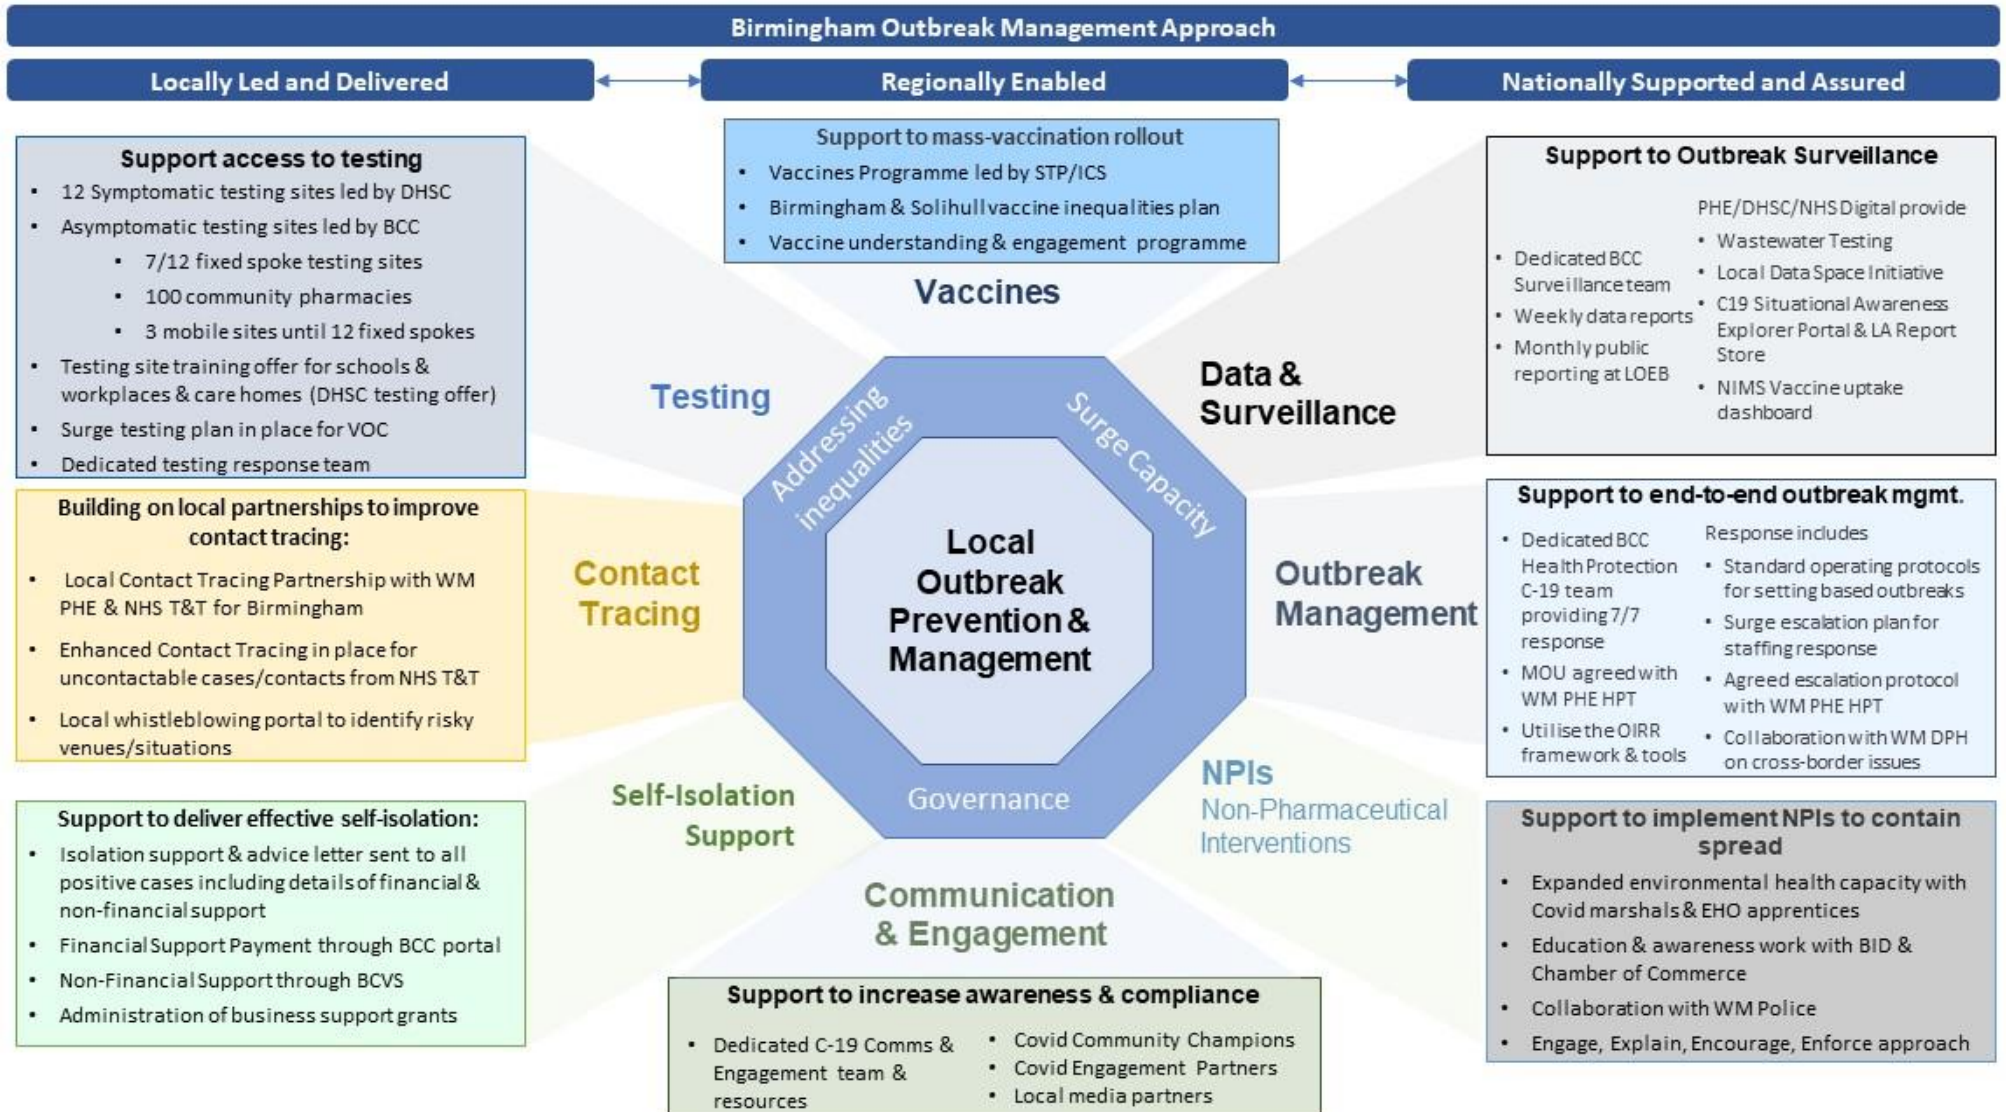 Birmingham Outbreak Management Approach
Locally Led and Delivered
Regionally Enabled
Nationally Supported and Assured
Support access to testing
• 12 Symptomatic testing sites led by DHSC
• Asymptomatic testing sites led by BCC
• 7/12 fixed spoke testing sites
• 100 community pharmacies
• 3 mobile sites until 12 fixed spokes
• Testing site training offer for schools &
workplaces & care homes (DHSC testing offer)
• Surge testing plan in place for VOC
• Dedicated testing response team
Building on local partnerships to improve
contact tracing:
• Local Contact Tracing Partnership with WM
PHE & NHS T&T for Birmingham
• Enhanced Contact Tracing in place for
uncontactable cases/contacts from NHS T&T
• Local whistleblowing portal to identify risky
venues/situations
Support to deliver effective self-isolation:
• Isolation support & advice letter sent to all
positive cases including details of financial &
non-financial support
• Financial Support Payment through BCC portal
• Non-Financial Support through BCVS
• Administration of business support grants
Support to mass-vaccination rollout
• Vaccines Programme led by STP/ICS
• Birmingham & Solihull vaccine inequalities plan
• Vaccine understanding & engagement programme
Vaccines
Testing
Data &
Surveillance
Contact
Tracing
Outbreak
Management
Self-Isolation
Support
NPIs
Non-Pharmaceutical
Interventions
Communication
& Engagement
Addressing
inequalities
Surge Capacity
Governance
Local
Outbreak
Prevention &
Management
Support to increase awareness & compliance
• Dedicated C-19 Comms &
Engagement team &
resources
• Covid Community Champions
• Covid Engagement Partners
• Local media partners
Support to Outbreak Surveillance
• Dedicated BCC
Surveillance team
• Weekly data reports
• Monthly public
reporting at LOEB
PHE/DHSC/NHS Digital provide
• Wastewater Testing
• Local Data Space Initiative
• C19 Situational Awareness
Explorer Portal & LA Report
Store
• NIMS Vaccine uptake
dashboard
Support to end-to-end outbreak mgmt.
• Dedicated BCC
Health Protection
C-19 team
providing 7/7
response
• MOU agreed with
WM PHE HPT
• Utilise the OIRR
framework & tools
Response includes
• Standard operating protocols
for setting based outbreaks
• Surge escalation plan for
staffing response
• Agreed escalation protocol
with WM PHE HPT
• Collaboration with WM DPH
on cross-border issues
Support to implement NPIs to contain
spread
• Expanded environmental health capacity with
Covid marshals & EHO apprentices
• Education & awareness work with BID &
Chamber of Commerce
• Collaboration with WM Police
• Engage, Explain, Encourage, Enforce approach